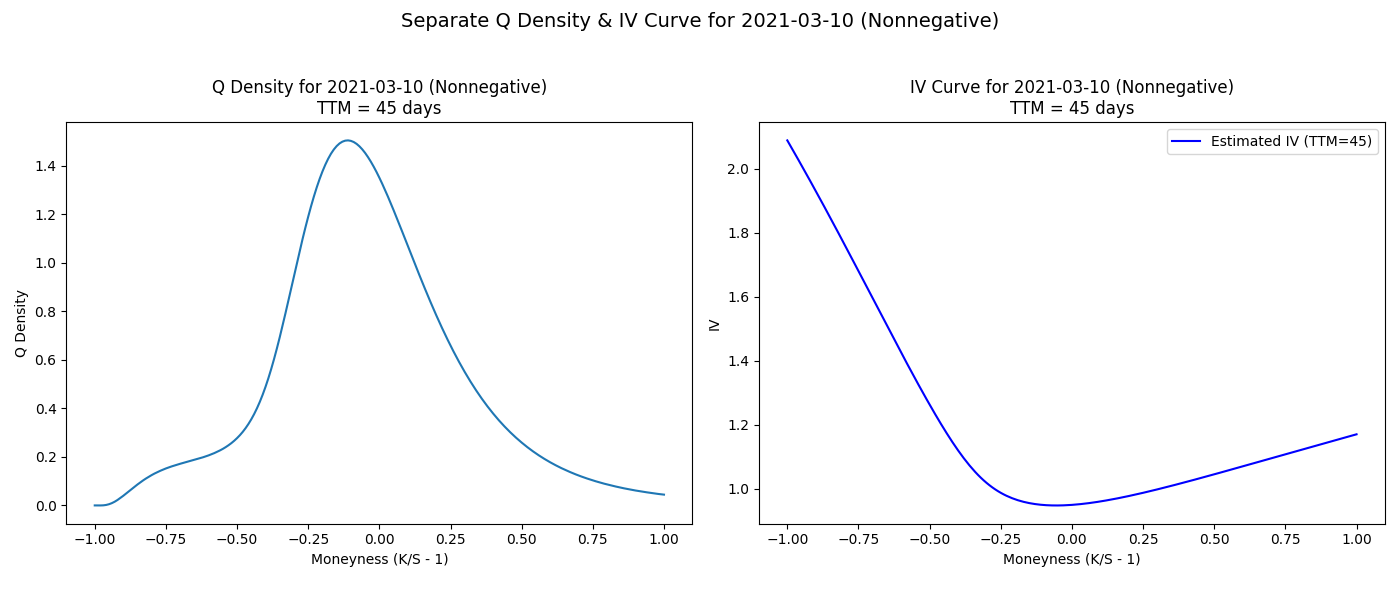 Separate Q Density & IV Curve for 2021-03-10 (Nonnegative)
Q Density for 2021-03-10 (Nonnegative)
TTM = 45 days
Q Density
1.4
1.2
1.0
0.8
0.6
0.4
0.2
0.0
−1.00 −0.75 −0.50 −0.25 0.00 0.25 0.50 0.75 1.00
Moneyness (K/S - 1)
IV Curve for 2021-03-10 (Nonnegative)
TTM = 45 days
Estimated IV (TTM=45)
IV
2.0
1.8
1.6
1.4
1.2
1.0
−1.00 −0.75 −0.50 −0.25 0.00 0.25 0.50 0.75 1.00
Moneyness (K/S - 1)